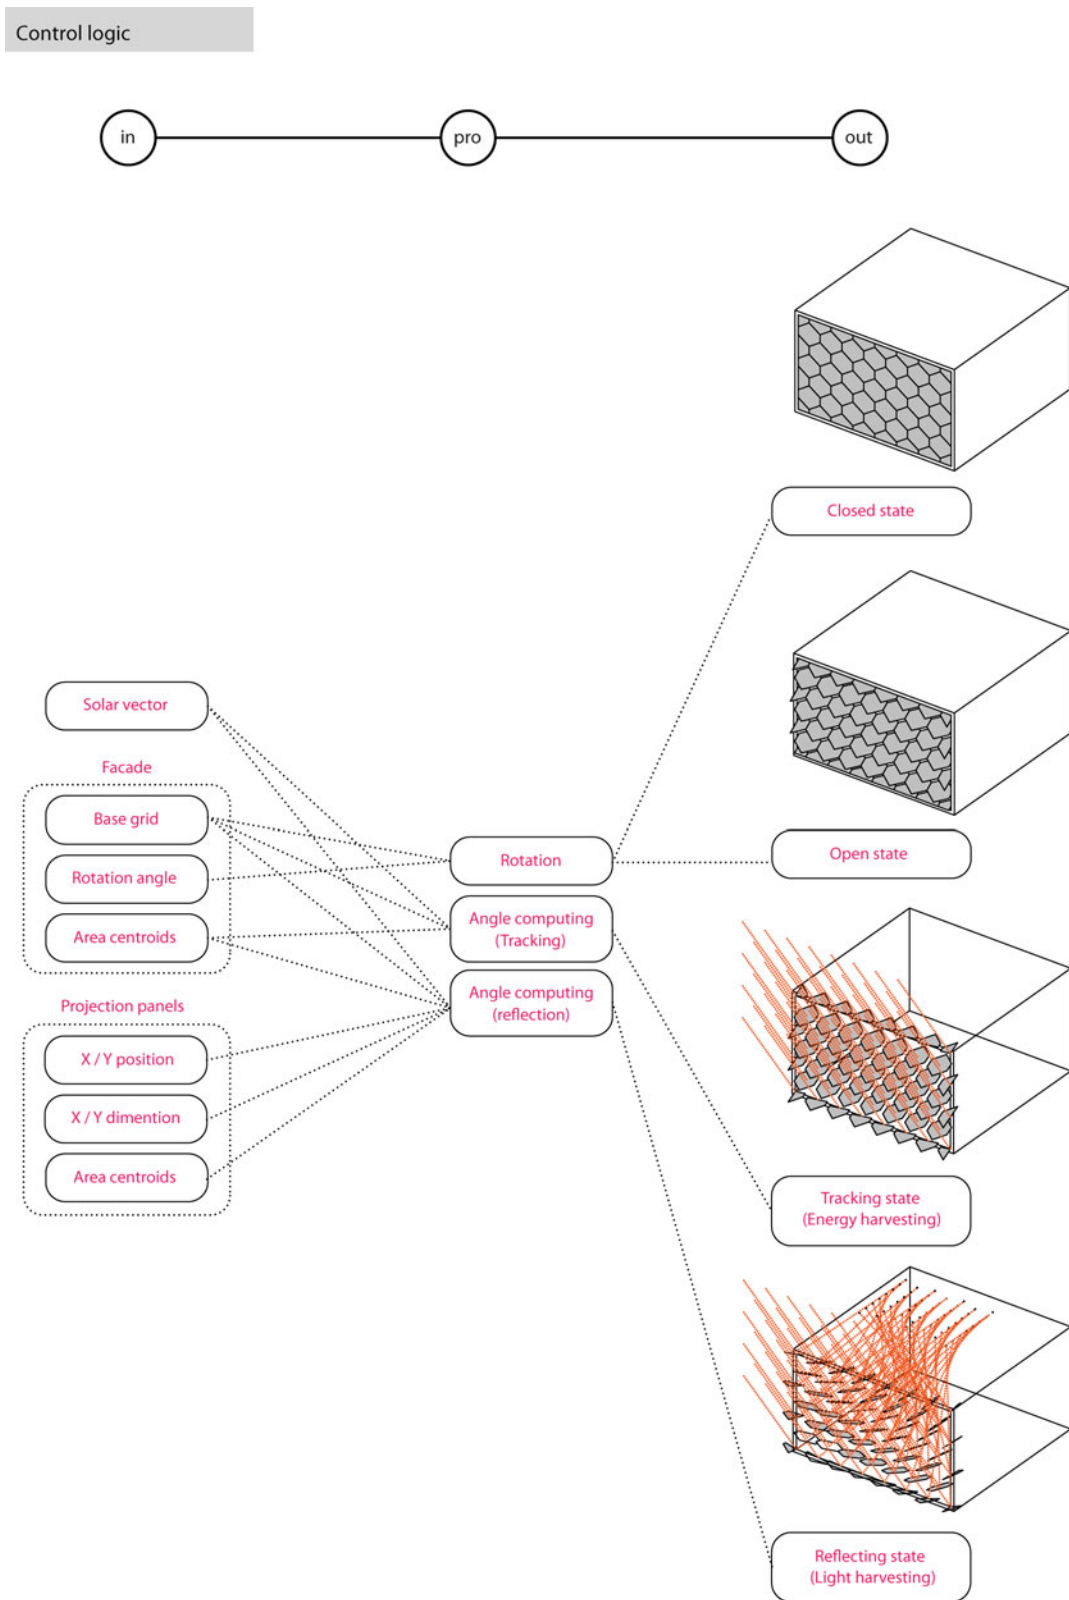 Control logic
in
pro
out
Closed state
Open state
Solar vector
Facade
Base grid
Rotation angle
Area centroids
Projection panels
X / Y position
X / Y dimention
Area centroids
Rotation
Angle computing
(Tracking)
Angle computing
(reflection)
Tracking state
(Energy harvesting)
Reflecting state
(Light harvesting)